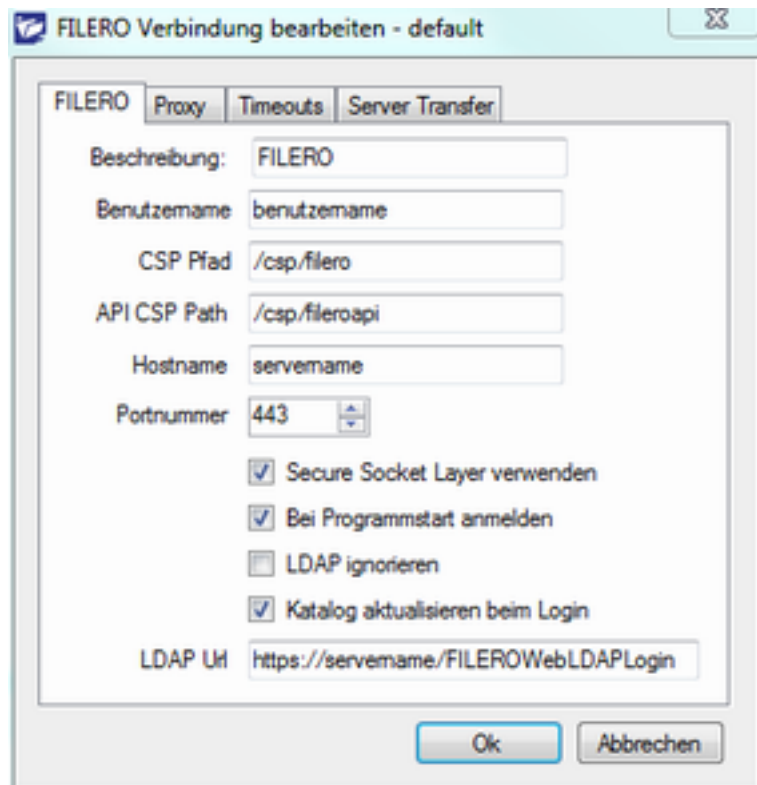 FILERO Verbindung bearbeiten - default
FILERO Proxy Timeouts Server Transfer
Beschreibung: FILERO
Benutzername benutzername
CSP Pfad /csp/filero
API CSP Path /csp/fileroapi
Hostname servername
Portnummer 443
Secure Socket Layer verwenden
Bei Programmstart anmelden
LDAP ignorieren
Katalog aktualisieren beim Login
LDAP Url https://servername/FILEROWebLDAPLogin
Ok Abbrechen